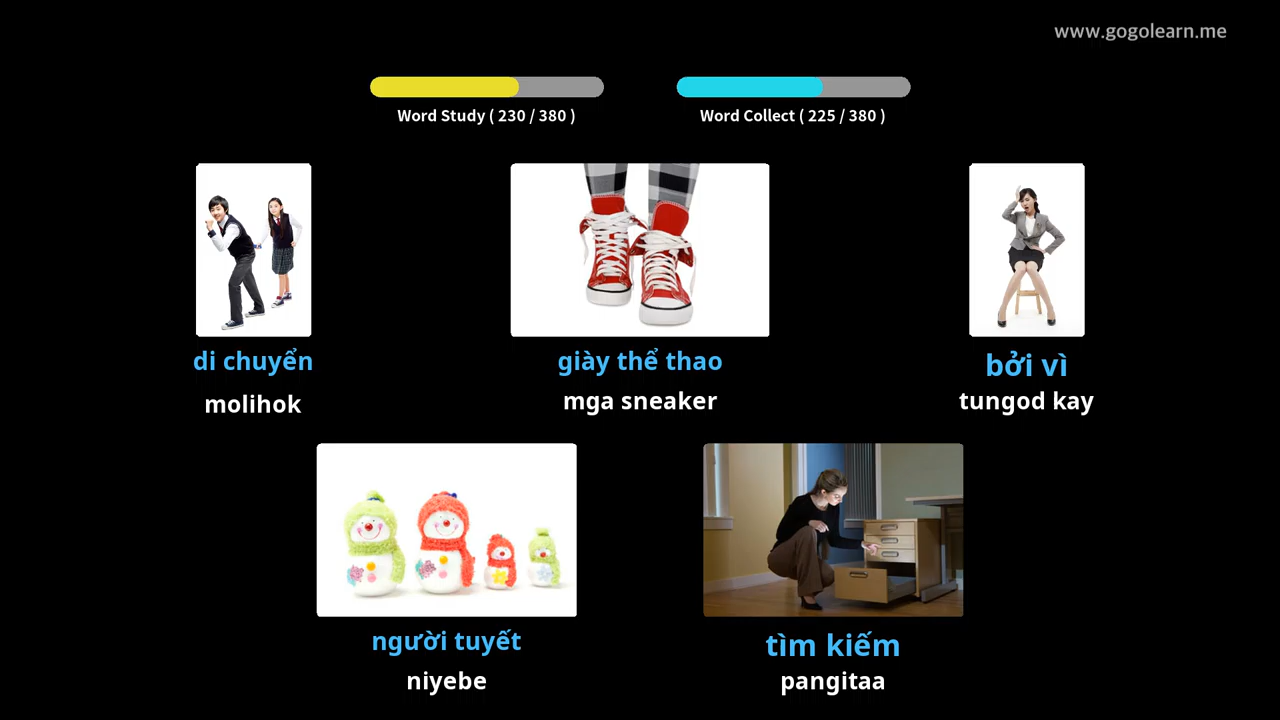 www.gogolearn.me
Word Study ( 230 / 380 )
Word Collect ( 225 / 380 )
di chuyển
molihok
giày thể thao
mga sneaker
bởi vì
tungod kay
người tuyết
niyebe
tìm kiếm
pangitaa